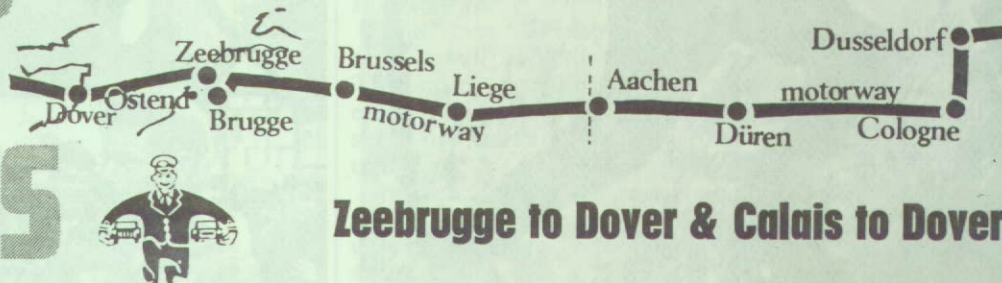 Dusseldorf
Zeebrugge
Brussels
Liege
Aachen
motorway
Dover
Ostend
Brugge
motorway
Düren
Cologne
S
Zeebrugge to Dover & Calais to Dover